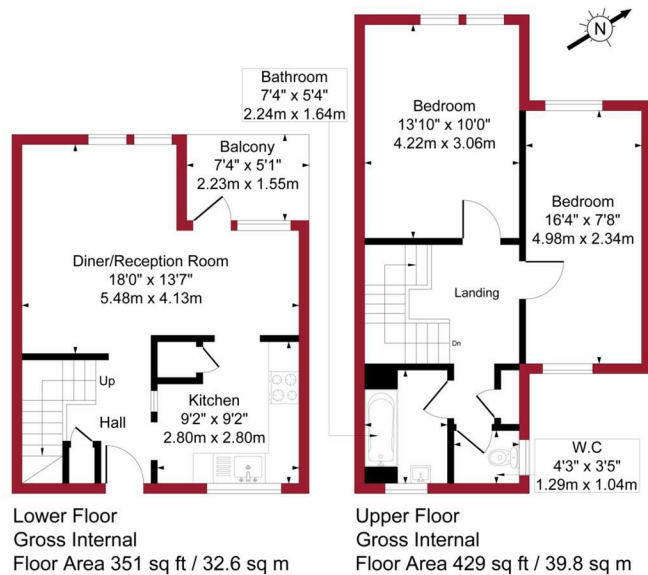 N
Bathroom
7'4" x 5'4"
2.24m x 1.64m
Balcony
7'4" x 5'1"
2.23m x 1.55m
Bedroom
13'10" x 10'0"
4.22m x 3.06m
Bedroom
16'4" x 7'8"
4.98m x 2.34m
Diner/Reception Room
18'0" x 13'7"
5.48m x 4.13m
Landing
Dn
Up
Hall
Kitchen
9'2" x 9'2"
2.80m x 2.80m
W.C
4'3" x 3'5"
1.29m x 1.04m
Lower Floor
Gross Internal
Floor Area 351 sq ft / 32.6 sq m
Upper Floor
Gross Internal
Floor Area 429 sq ft / 39.8 sq m